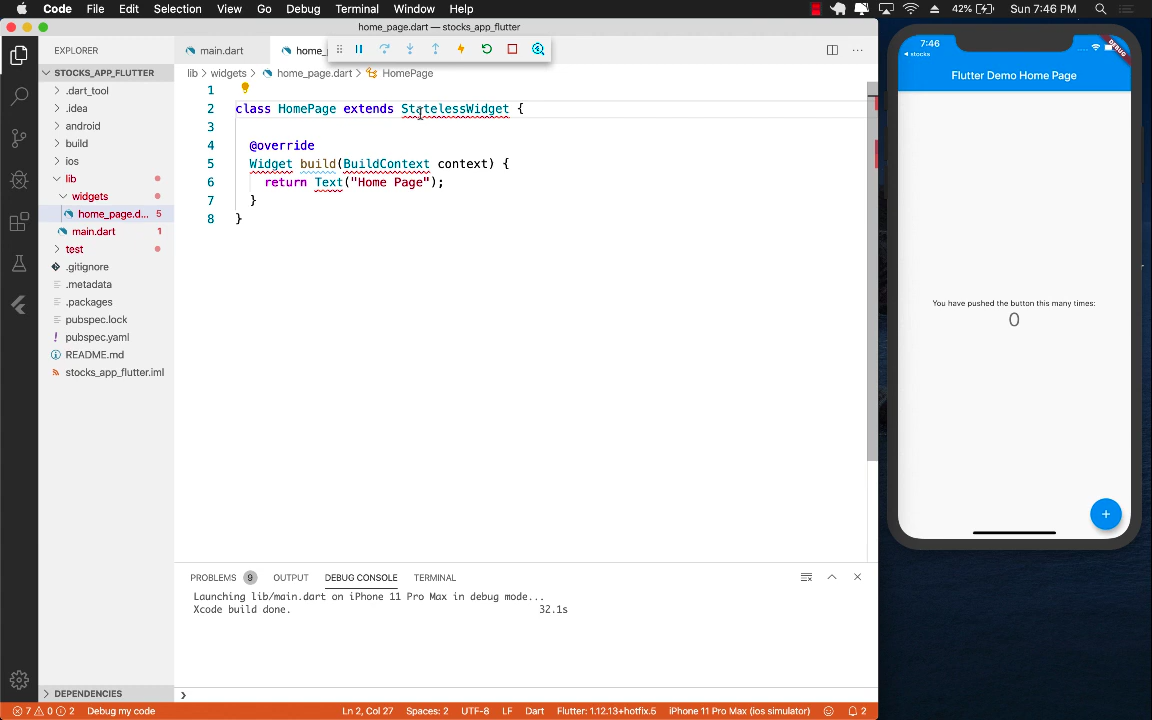 Code File Edit Selection View Go Debug Terminal Window Help 42% Sun 7:46 PM
home_page.dart — stocks_app_flutter
EXPLORER
main.dart
home_
lib > widgets > home_page.dart > HomePage
STOCKS_APP_FLUTTER
.dart_tool
.idea
android
build
ios
lib
widgets
home_page.d... 5
main.dart 1
test
.gitignore
.metadata
.packages
pubspec.lock
! pubspec.yaml
README.md
stocks_app_flutter.iml
DEPENDENCIES
1
2 class HomePage extends StatelessWidget {
3
4 @override
5 Widget build(BuildContext context) {
6 return Text("Home Page");
7 }
8 }
PROBLEMS 9 OUTPUT DEBUG CONSOLE TERMINAL
Launching lib/main.dart on iPhone 11 Pro Max in debug mode...
Xcode build done. 32.1s
7 0 2 Debug my code Ln 2, Col 27 Spaces: 2 UTF-8 LF Dart Flutter: 1.12.13+hotfix.5 iPhone 11 Pro Max (ios simulator) 2
7:46
stocks
DEBUG
Flutter Demo Home Page
You have pushed the button this many times:
0
+